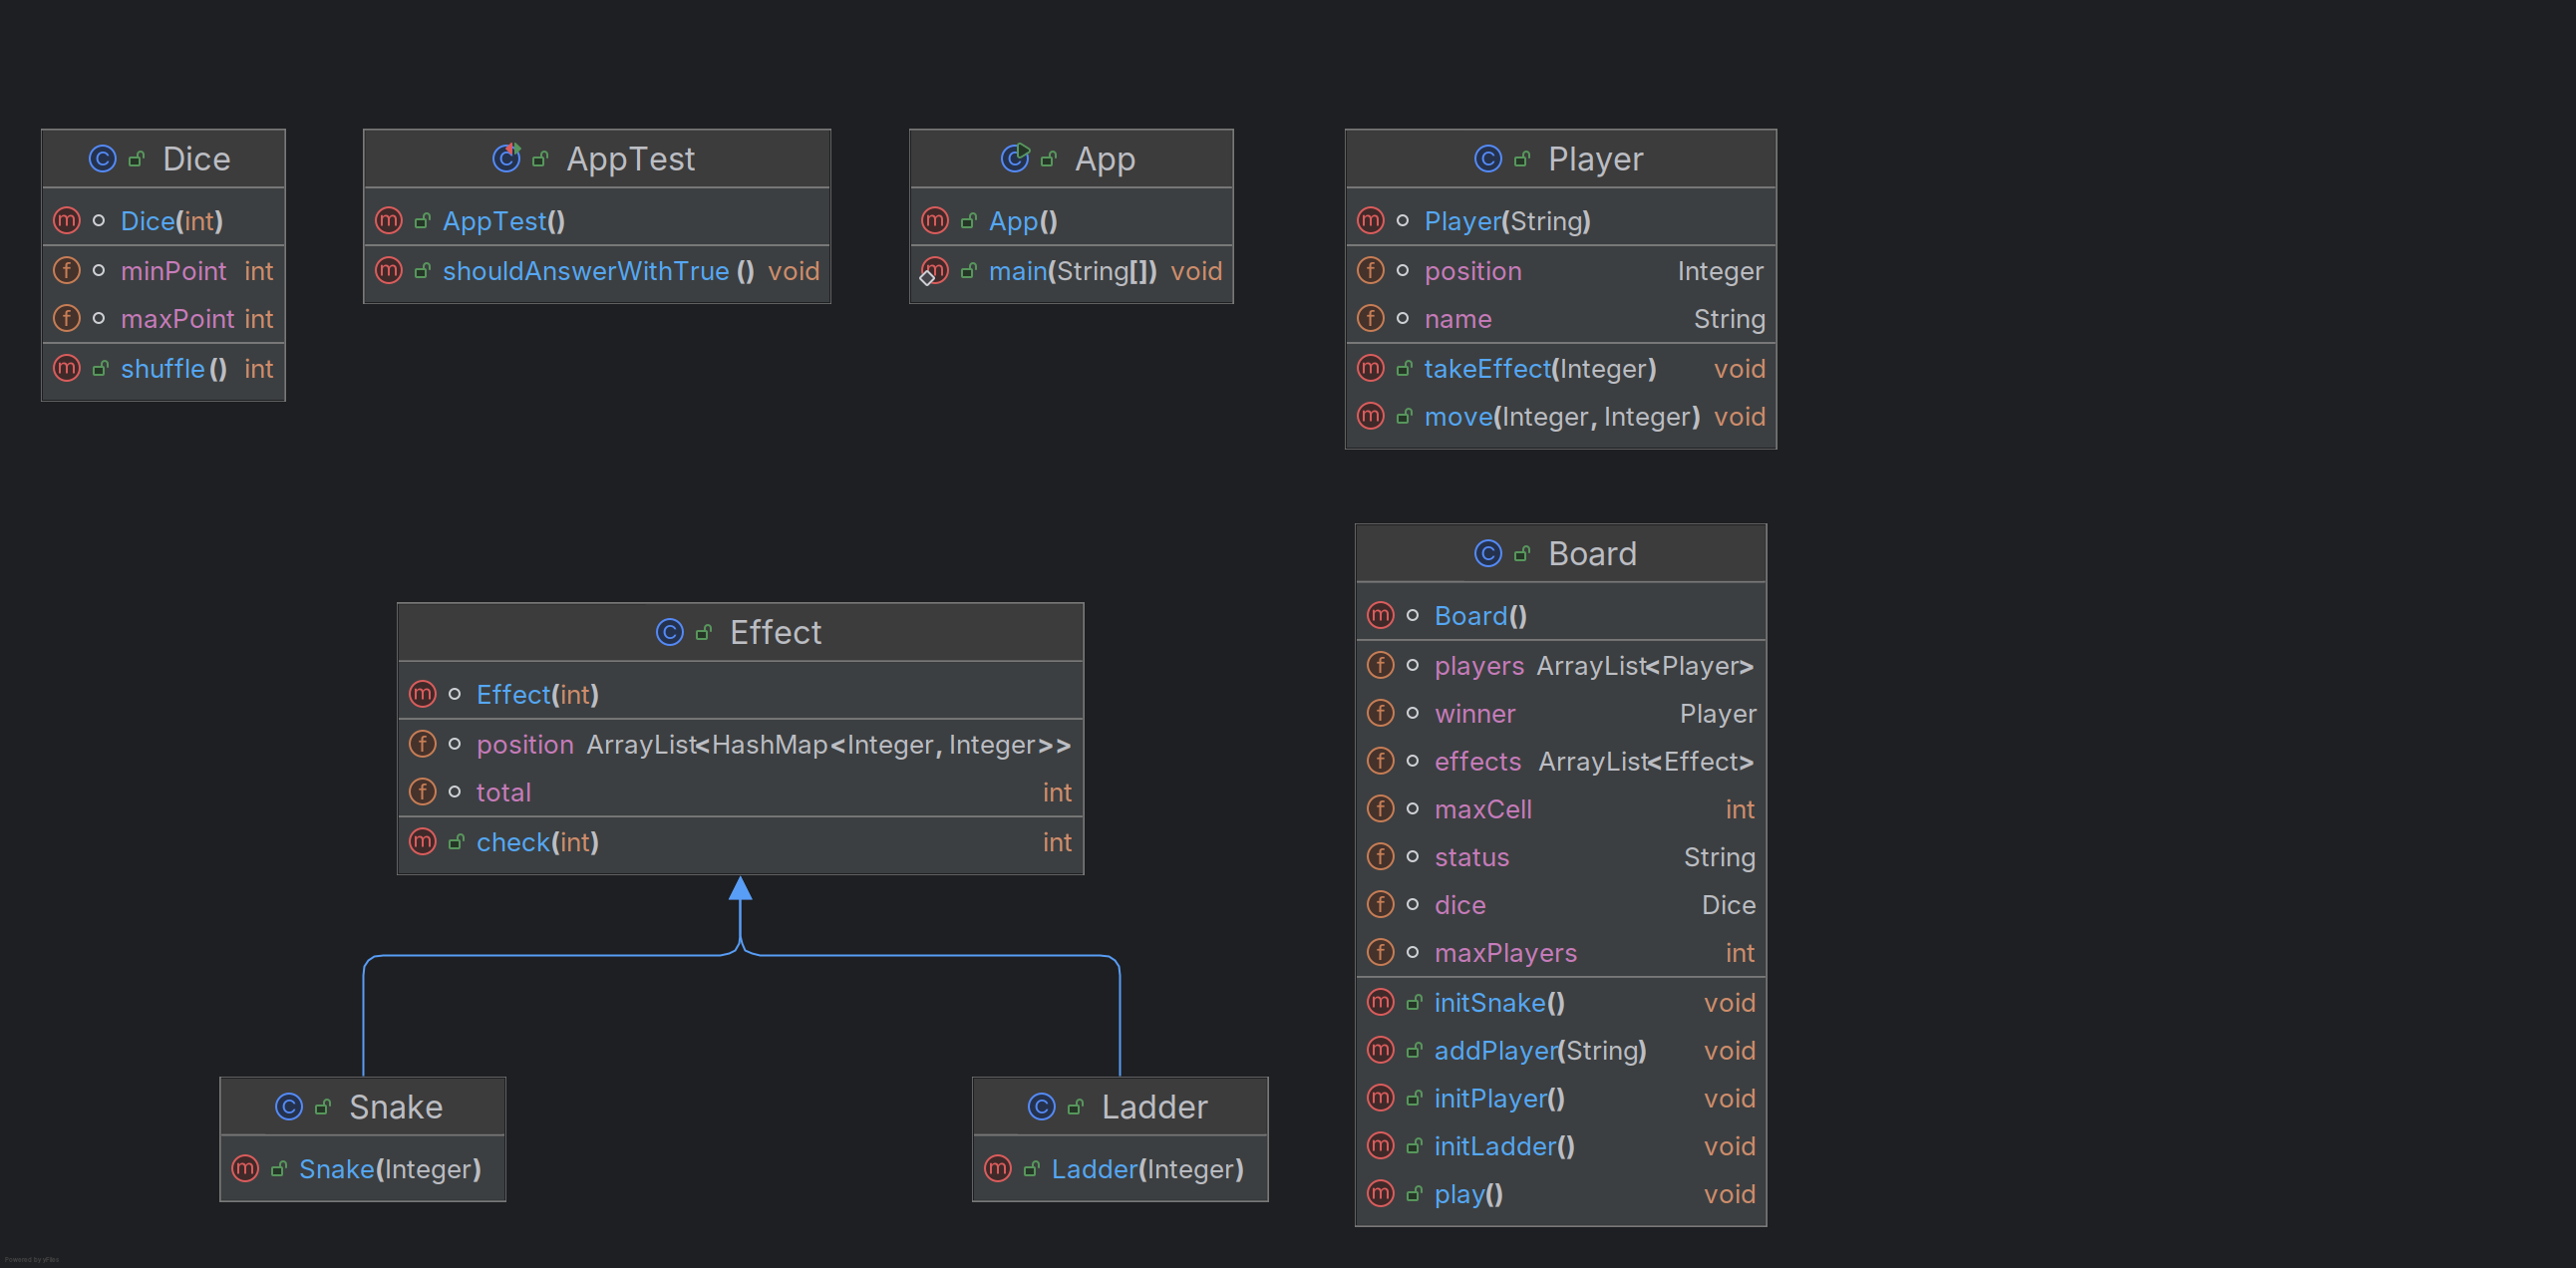 Dice
Dice(int)
minPoint int
maxPoint int
shuffle() int
AppTest
AppTest()
shouldAnswerWithTrue () void
App
App()
main(String[]) void
Player
Player(String)
position Integer
name String
takeEffect(Integer) void
move(Integer, Integer) void
Effect
Effect(int)
position ArrayList<HashMap<Integer, Integer>>
total int
check(int) int
Board
Board()
players ArrayList<Player>
winner Player
effects ArrayList<Effect>
maxCell int
status String
dice Dice
maxPlayers int
initSnake() void
addPlayer(String) void
initPlayer() void
initLadder() void
play() void
Snake
Snake(Integer)
Ladder
Ladder(Integer)
Powered by yFiles